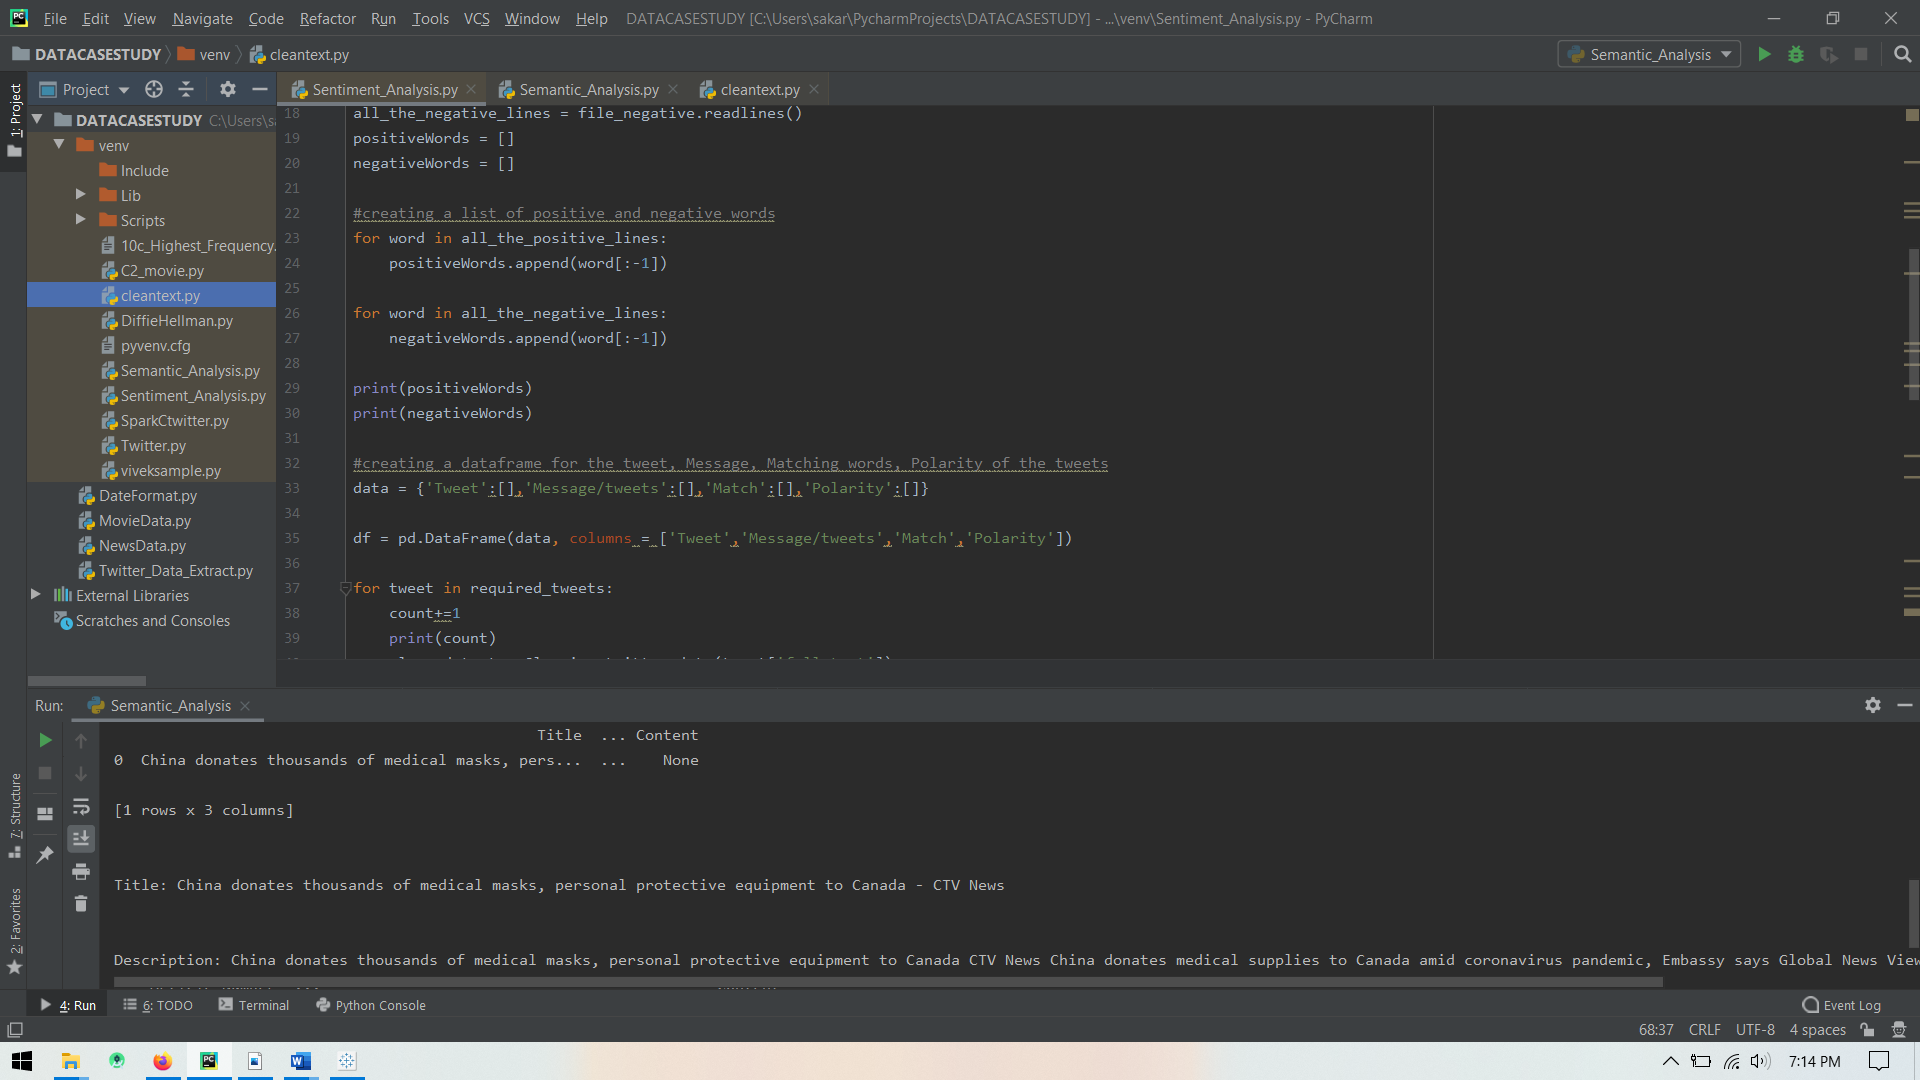 File Edit View Navigate Code Refactor Run Tools VCS Window Help DATACASESTUDY [C:\Users\sakar\PycharmProjects\DATACASESTUDY] - ...\venv\Sentiment_Analysis.py - PyCharm
DATACASESTUDY venv cleantext.py Semantic_Analysis
1: Project
Project
DATACASESTUDY C:\Users\sa
venv
Include
Lib
Scripts
10c_Highest_Frequency.
C2_movie.py
cleantext.py
DiffieHellman.py
pyvenv.cfg
Semantic_Analysis.py
Sentiment_Analysis.py
SparkCtwitter.py
Twitter.py
viveksample.py
DateFormat.py
MovieData.py
NewsData.py
Twitter_Data_Extract.py
External Libraries
Scratches and Consoles
Sentiment_Analysis.py Semantic_Analysis.py cleantext.py
18 all_the_negative_lines = file_negative.readlines()
19 positiveWords = []
20 negativeWords = []
21
22 #creating a list of positive and negative words
23 for word in all_the_positive_lines:
24 positiveWords.append(word[:-1])
25
26 for word in all_the_negative_lines:
27 negativeWords.append(word[:-1])
28
29 print(positiveWords)
30 print(negativeWords)
31
32 #creating a dataframe for the tweet, Message, Matching words, Polarity of the tweets
33 data = {'Tweet':[],'Message/tweets':[],'Match':[],'Polarity':[]}
34
35 df = pd.DataFrame(data, columns = ['Tweet','Message/tweets','Match','Polarity'])
36
37 for tweet in required_tweets:
38 count+=1
39 print(count)
Run: Semantic_Analysis
Title ... Content
0 China donates thousands of medical masks, pers... ... None
[1 rows x 3 columns]
Title: China donates thousands of medical masks, personal protective equipment to Canada - CTV News
Description: China donates thousands of medical masks, personal protective equipment to Canada CTV News China donates medical supplies to Canada amid coronavirus pandemic, Embassy says Global News View
7: Structure
2: Favorites
4: Run 6: TODO Terminal Python Console Event Log
68:37 CRLF UTF-8 4 spaces
7:14 PM